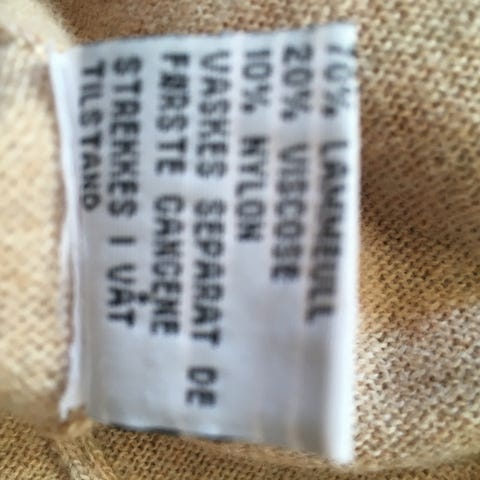 70% LAMMEULL
20% VISCOSE
10% NYLON
VASKES SEPARAT DE
FØRSTE GANGENE
STREKKES I VÅT
TILSTAND